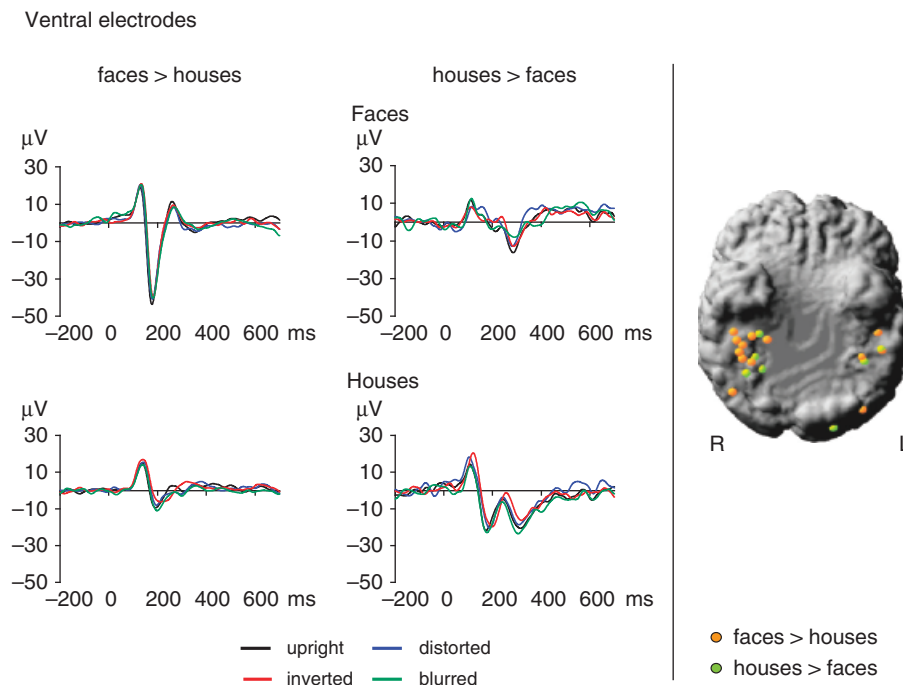 Ventral electrodes
faces > houses
houses > faces
Faces
µV
µV
30
10
–10
–30
–50
–200 0 200 400 600 ms
30
10
–10
–30
–50
–200 0 200 400 600 ms
Houses
µV
µV
30
10
–10
–30
–50
–200 0 200 400 600 ms
30
10
–10
–30
–50
–200 0 200 400 600 ms
upright
distorted
inverted
blurred
R
faces > houses
houses > faces